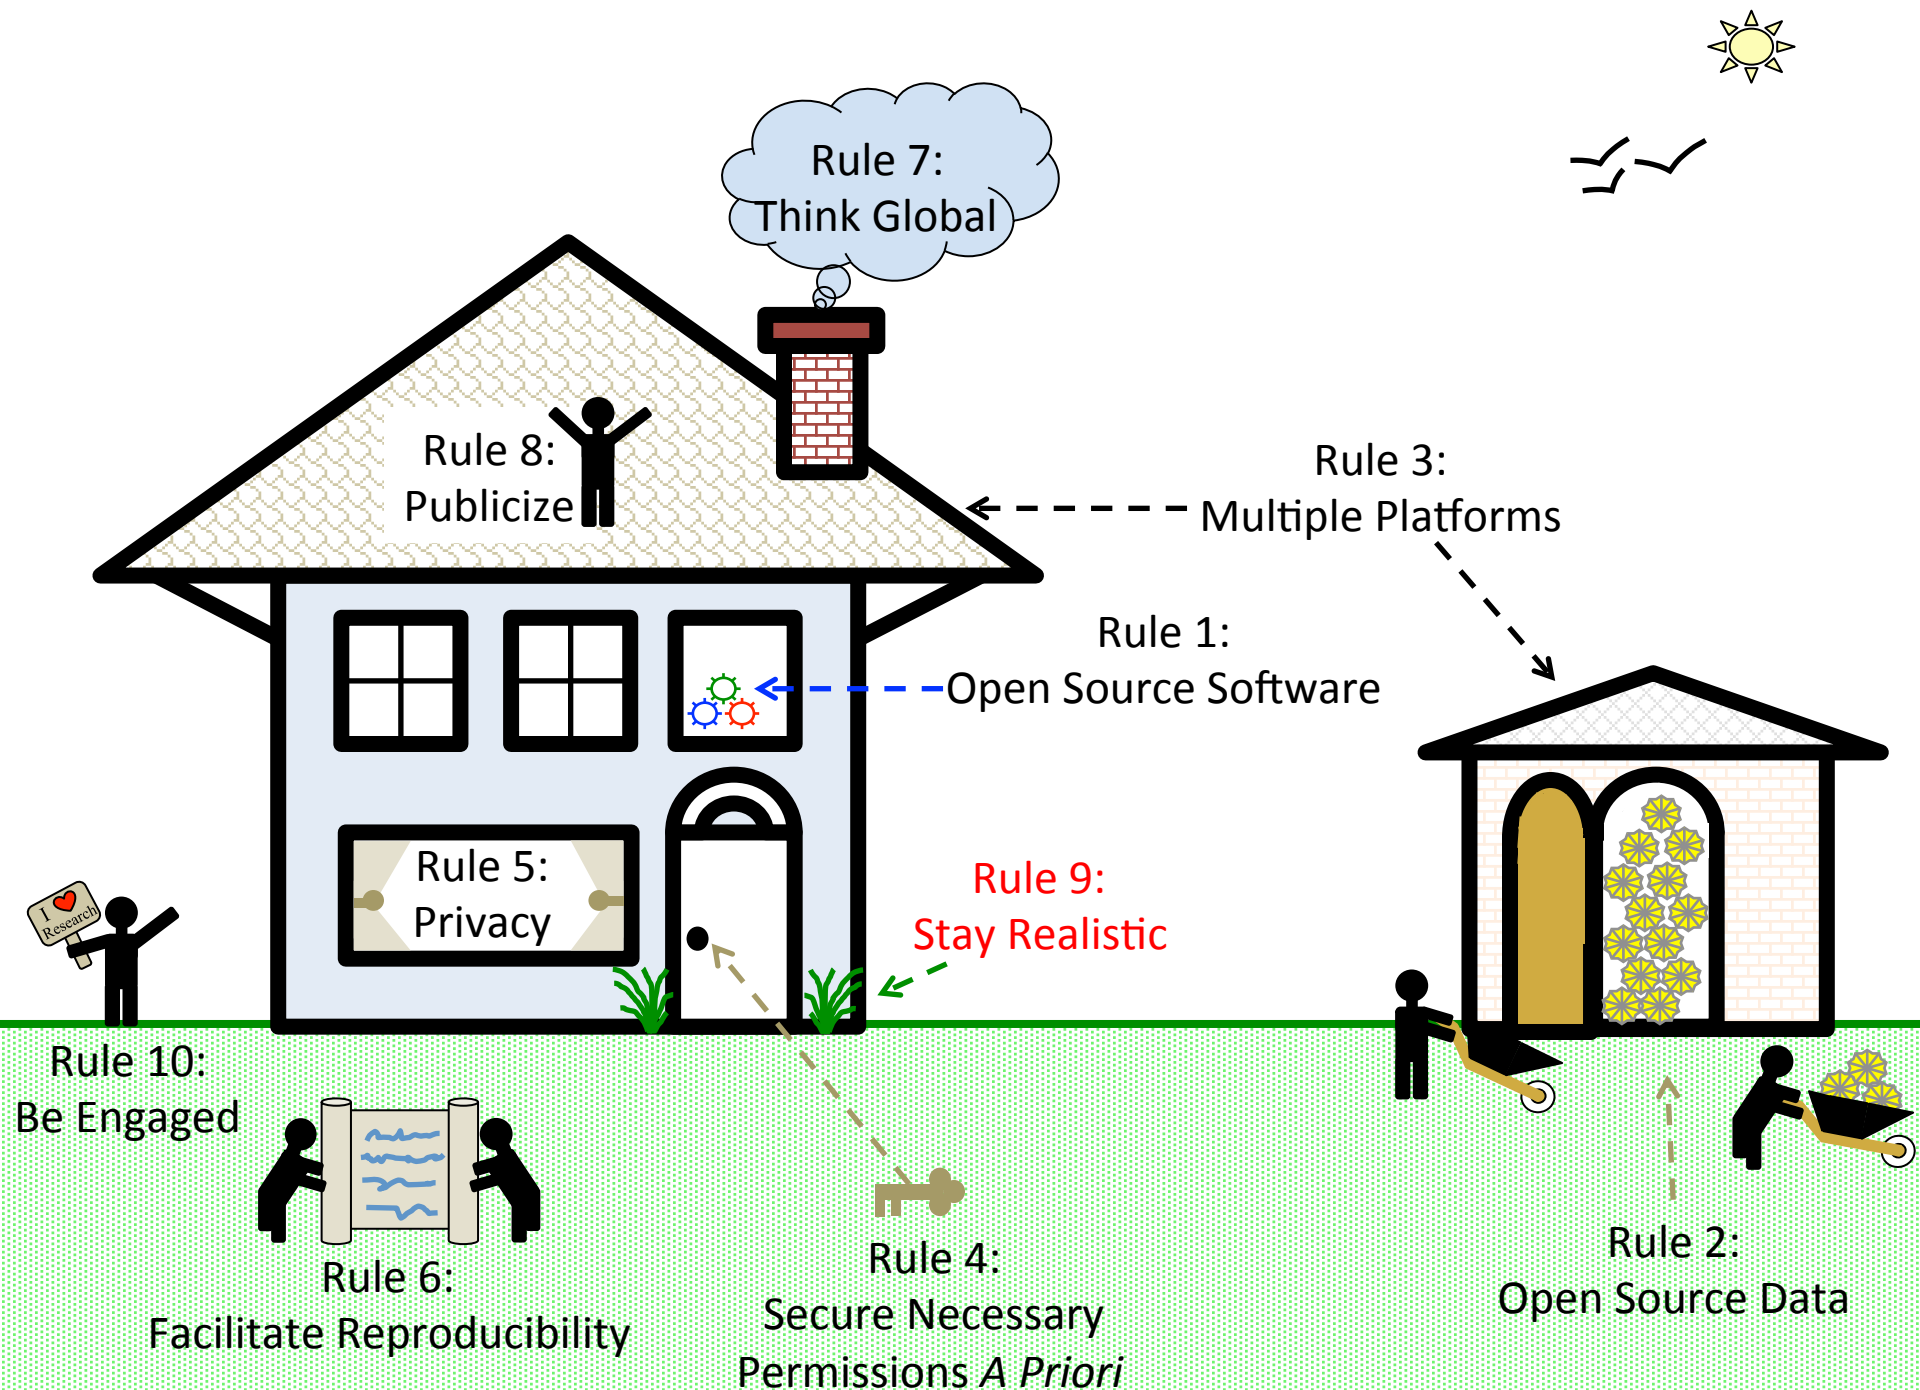 Rule 7:
Think Global
Rule 8:
Publicize
Rule 3:
Multiple Platforms
Rule 1:
Open Source Software
Rule 5:
Privacy
Rule 9:
Stay Realistic
I
Research
Rule 10:
Be Engaged
Rule 6:
Facilitate Reproducibility
Rule 4:
Secure Necessary
Permissions A Priori
Rule 2:
Open Source Data